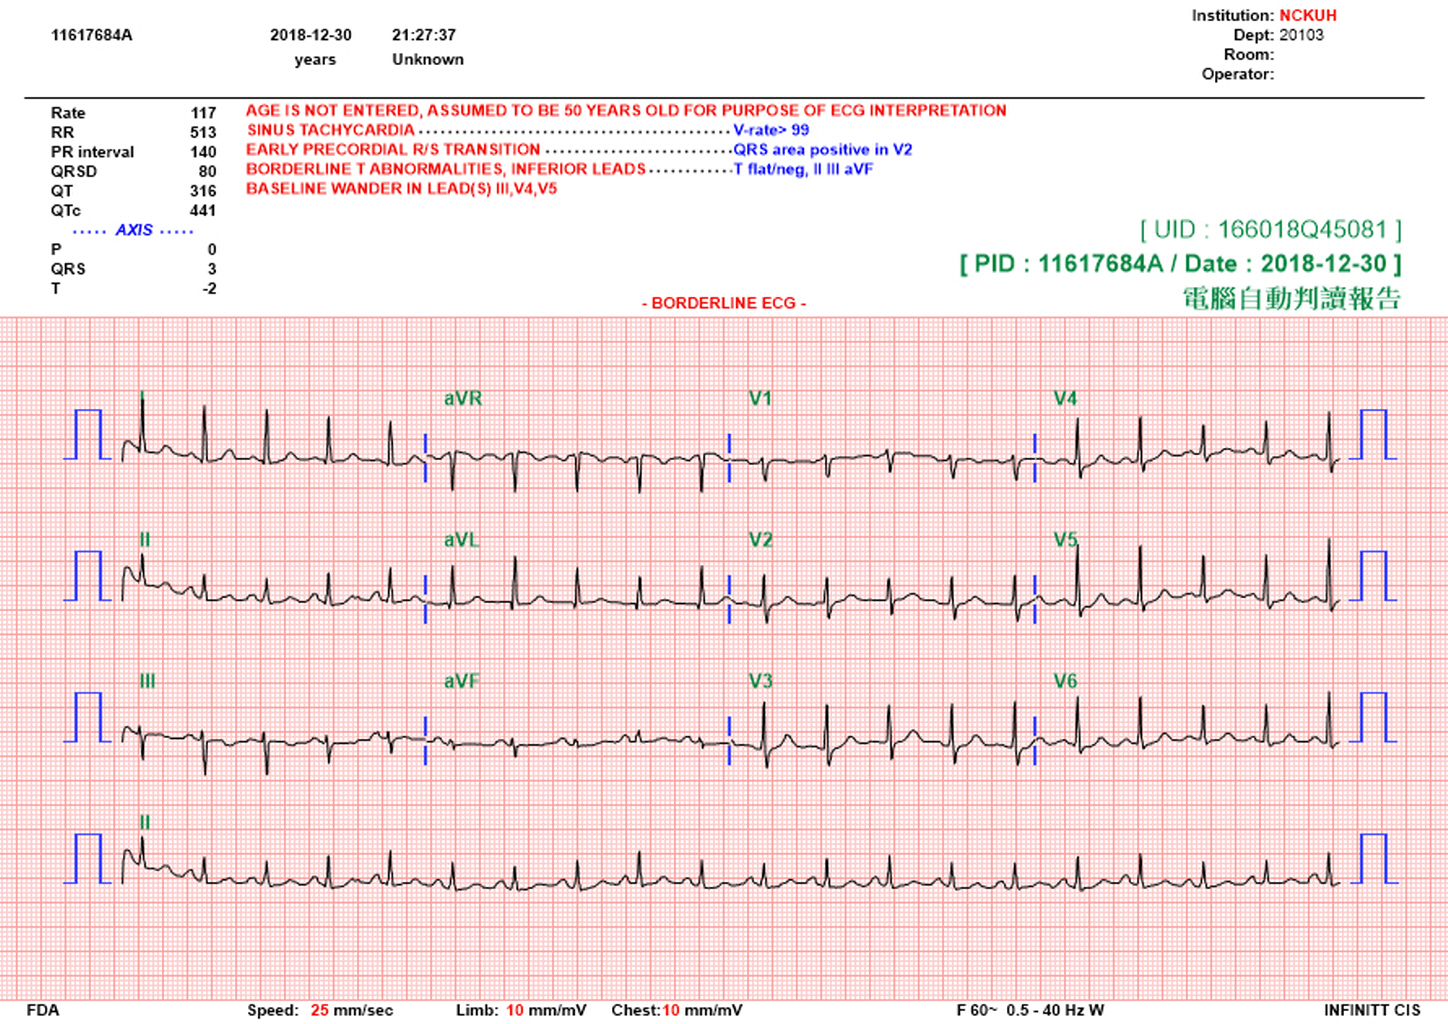 Institution: NCKUH
11617684A 2018-12-30 21:27:37 Dept: 20103
years Unknown Room:
Operator:
Rate 117 AGE IS NOT ENTERED, ASSUMED TO BE 50 YEARS OLD FOR PURPOSE OF ECG INTERPRETATION
RR 513 SINUS TACHYCARDIA V-rate> 99
PR interval 140 EARLY PRECORDIAL R/S TRANSITION QRS area positive in V2
QRSD 80 BORDERLINE T ABNORMALITIES, INFERIOR LEADS T flat/neg, II III aVF
QT 316 BASELINE WANDER IN LEAD(S) III,V4,V5
QTc 441
AXIS
[ UID : 166018Q45081 ]
P 0
[ PID : 11617684A / Date : 2018-12-30 ]
QRS 3
T -2
電腦自動判讀報告
- BORDERLINE ECG -
I aVR V1 V4
II aVL V2 V5
III aVF V3 V6
II
FDA Speed: 25 mm/sec Limb: 10 mm/mV Chest:10 mm/mV F 60~ 0.5 - 40 Hz W INFINITT CIS